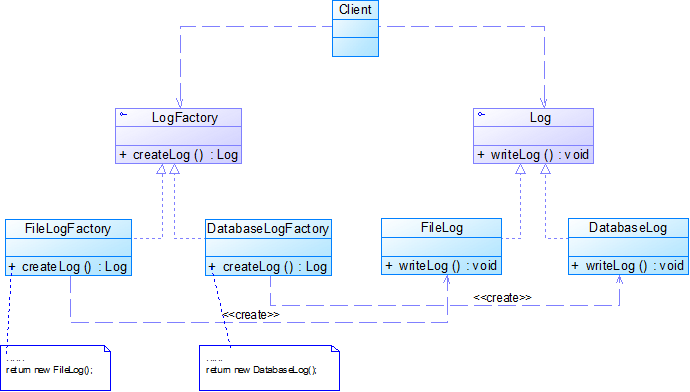 Client
LogFactory
+ createLog () : Log
Log
+ writeLog () : void
FileLogFactory
+ createLog () : Log
DatabaseLogFactory
+ createLog () : Log
FileLog
+ writeLog () : void
DatabaseLog
+ writeLog () : void
<<create>>
<<create>>
......
return new FileLog();
......
return new DatabaseLog();